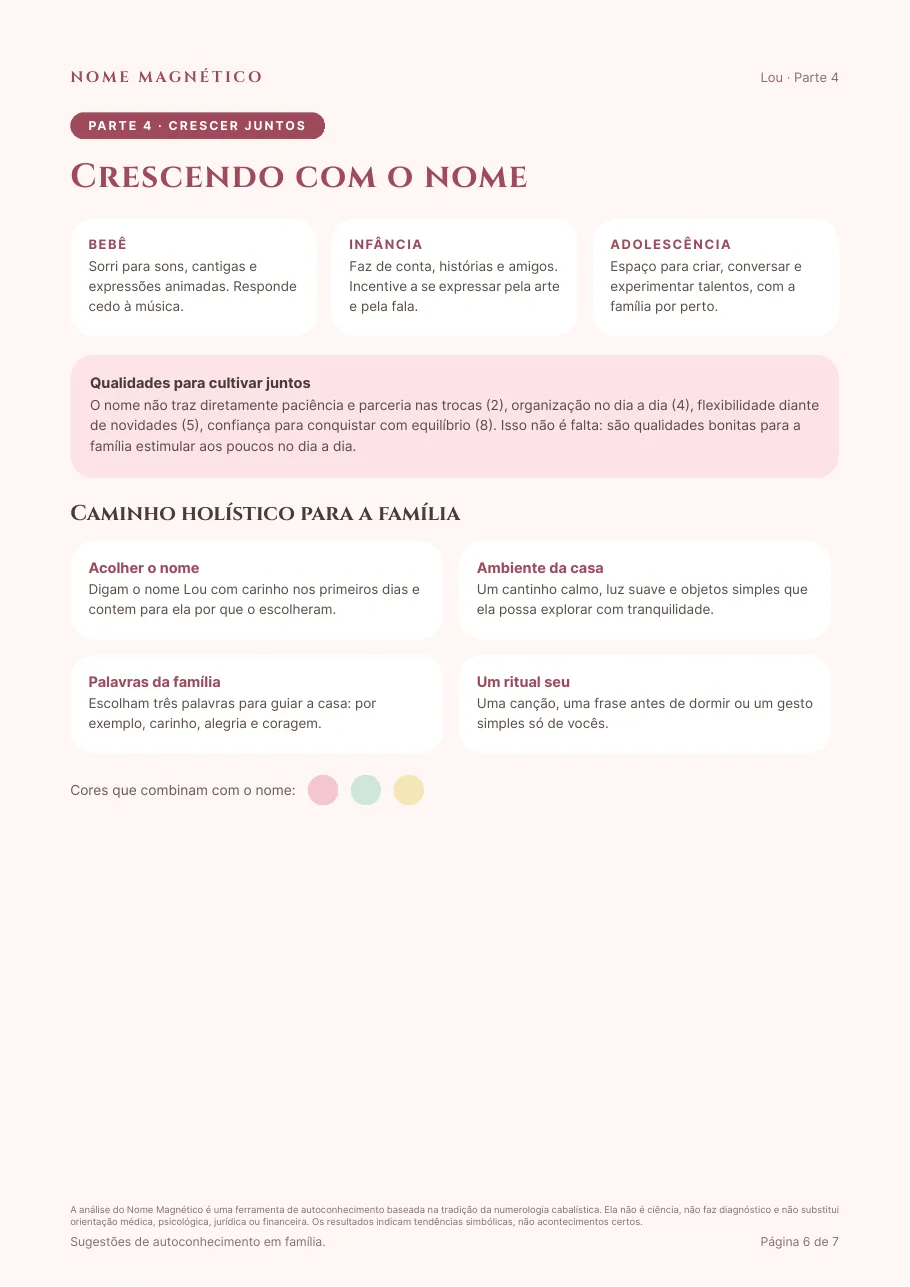 NOME MAGNÉTICO
Lou · Parte 4
PARTE 4 · CRESCER JUNTOS
Crescendo com o nome
BEBÊ
Sorri para sons, cantigas e
expressões animadas. Responde
cedo à música.
INFÂNCIA
Faz de conta, histórias e amigos.
Incentive a se expressar pela arte
e pela fala.
ADOLESCÊNCIA
Espaço para criar, conversar e
experimentar talentos, com a
família por perto.
Qualidades para cultivar juntos
O nome não traz diretamente paciência e parceria nas trocas (2), organização no dia a dia (4), flexibilidade diante
de novidades (5), confiança para conquistar com equilíbrio (8). Isso não é falta: são qualidades bonitas para a
família estimular aos poucos no dia a dia.
Caminho holístico para a família
Acolher o nome
Digam o nome Lou com carinho nos primeiros dias e
contem para ela por que o escolheram.
Ambiente da casa
Um cantinho calmo, luz suave e objetos simples que
ela possa explorar com tranquilidade.
Palavras da família
Escolham três palavras para guiar a casa: por
exemplo, carinho, alegria e coragem.
Um ritual seu
Uma canção, uma frase antes de dormir ou um gesto
simples só de vocês.
Cores que combinam com o nome:
A análise do Nome Magnético é uma ferramenta de autoconhecimento baseada na tradição da numerologia cabalística. Ela não é ciência, não faz diagnóstico e não substitui
orientação médica, psicológica, jurídica ou financeira. Os resultados indicam tendências simbólicas, não acontecimentos certos.
Sugestões de autoconhecimento em família.
Página 6 de 7